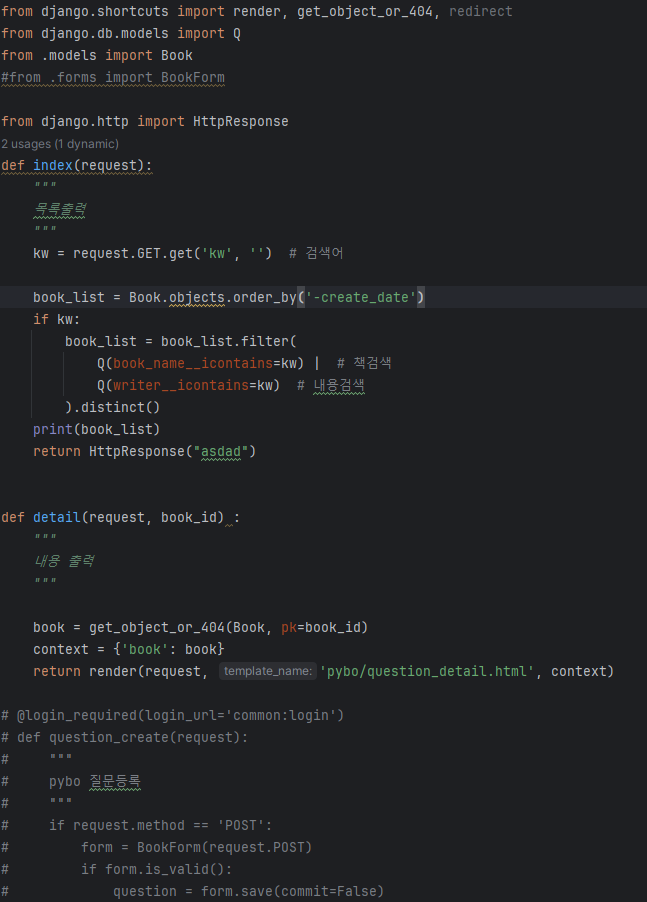 from django.shortcuts import render, get_object_or_404, redirect
from django.db.models import Q
from .models import Book
#from .forms import BookForm
from django.http import HttpResponse
2 usages (1 dynamic)
def index(request):
    """
    목록출력
    """
    kw = request.GET.get('kw', '')  # 검색어
    book_list = Book.objects.order_by('-create_date')
    if kw:
        book_list = book_list.filter(
            Q(book_name__icontains=kw) |  # 책검색
            Q(writer__icontains=kw)  # 내용검색
        ).distinct()
    print(book_list)
    return HttpResponse("asdad")
def detail(request, book_id) :
    """
    내용 출력
    """
    book = get_object_or_404(Book, pk=book_id)
    context = {'book': book}
    return render(request, template_name: 'pybo/question_detail.html', context)
# @login_required(login_url='common:login')
# def question_create(request):
#     """
#     pybo 질문등록
#     """
#     if request.method == 'POST':
#         form = BookForm(request.POST)
#         if form.is_valid():
#             question = form.save(commit=False)